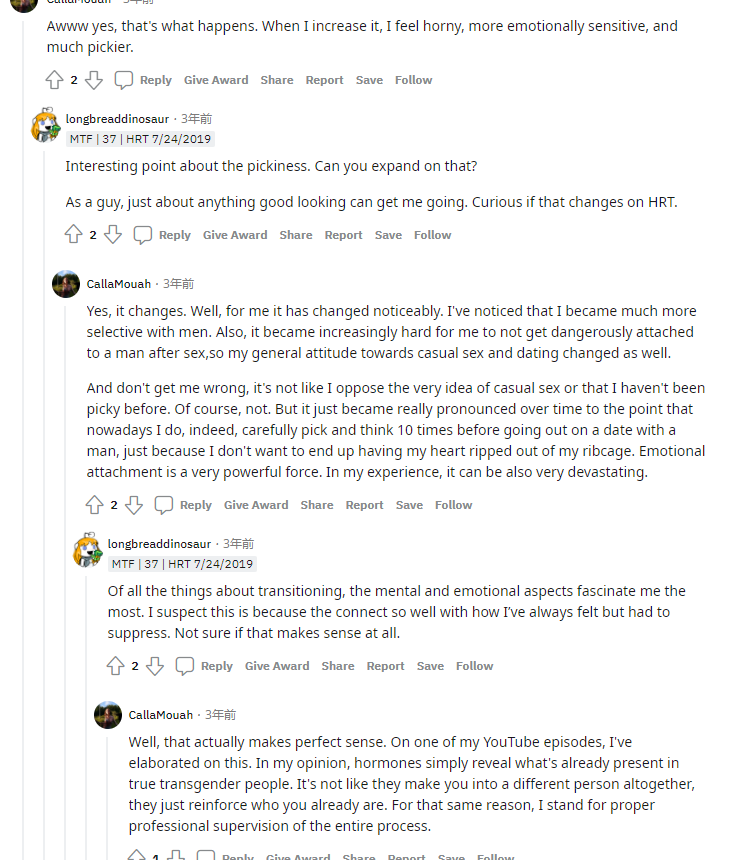 CallaMouah · 3年前
Awww yes, that's what happens. When I increase it, I feel horny, more emotionally sensitive, and
much pickier.
2 Reply Give Award Share Report Save Follow
longbreaddinosaur · 3年前
MTF | 37 | HRT 7/24/2019
Interesting point about the pickiness. Can you expand on that?
As a guy, just about anything good looking can get me going. Curious if that changes on HRT.
2 Reply Give Award Share Report Save Follow
CallaMouah · 3年前
Yes, it changes. Well, for me it has changed noticeably. I've noticed that I became much more
selective with men. Also, it became increasingly hard for me to not get dangerously attached
to a man after sex,so my general attitude towards casual sex and dating changed as well.
And don't get me wrong, it's not like I oppose the very idea of casual sex or that I haven't been
picky before. Of course, not. But it just became really pronounced over time to the point that
nowadays I do, indeed, carefully pick and think 10 times before going out on a date with a
man, just because I don't want to end up having my heart ripped out of my ribcage. Emotional
attachment is a very powerful force. In my experience, it can be also very devastating.
2 Reply Give Award Share Report Save Follow
longbreaddinosaur · 3年前
MTF | 37 | HRT 7/24/2019
Of all the things about transitioning, the mental and emotional aspects fascinate me the
most. I suspect this is because the connect so well with how I've always felt but had to
suppress. Not sure if that makes sense at all.
2 Reply Give Award Share Report Save Follow
CallaMouah · 3年前
Well, that actually makes perfect sense. On one of my YouTube episodes, I've
elaborated on this. In my opinion, hormones simply reveal what's already present in
true transgender people. It's not like they make you into a different person altogether,
they just reinforce who you already are. For that same reason, I stand for proper
professional supervision of the entire process.
1 Reply Give Award Share Report Save Follow